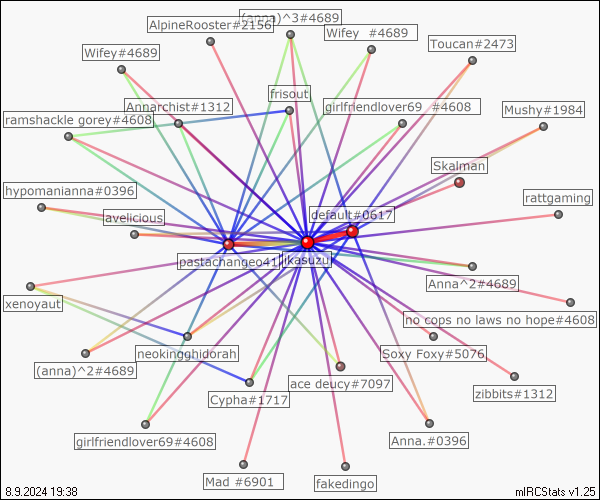 AlpineRooster#2156
(anna)^3#4689
Wifey #4689
Toucan#2473
Wifey#4689
frisout
Annarchist#1312
girlfriendlover69 #4608
Mushy#1984
ramshackle gorey#4608
Skalman
hypomanianna#0396
rattgaming
avelicious
default#0617
pastachangeo41
likasuzu
Anna^2#4689
xenoyaut
no cops no laws no hope#4608
neokingghidorah
Soxy Foxy#5076
(anna)^2#4689
ace deucy#7097
zibbits#1312
Cypha#1717
girlfriendlover69#4608
Anna.#0396
Mad #6901
fakedingo
8.9.2024 19:38
mIRCStats v1.25